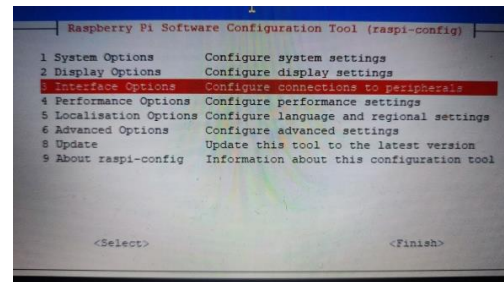 Raspberry Pi Software Configuration Tool (raspi-config)
1 System Options Configure system settings
2 Display Options Configure display settings
3 Interface Options Configure connections to peripherals
4 Performance Options Configure performance settings
5 Localisation Options Configure language and regional settings
6 Advanced Options Configure advanced settings
8 Update Update this tool to the latest version
9 About raspi-config Information about this configuration tool
<Select> <Finish>